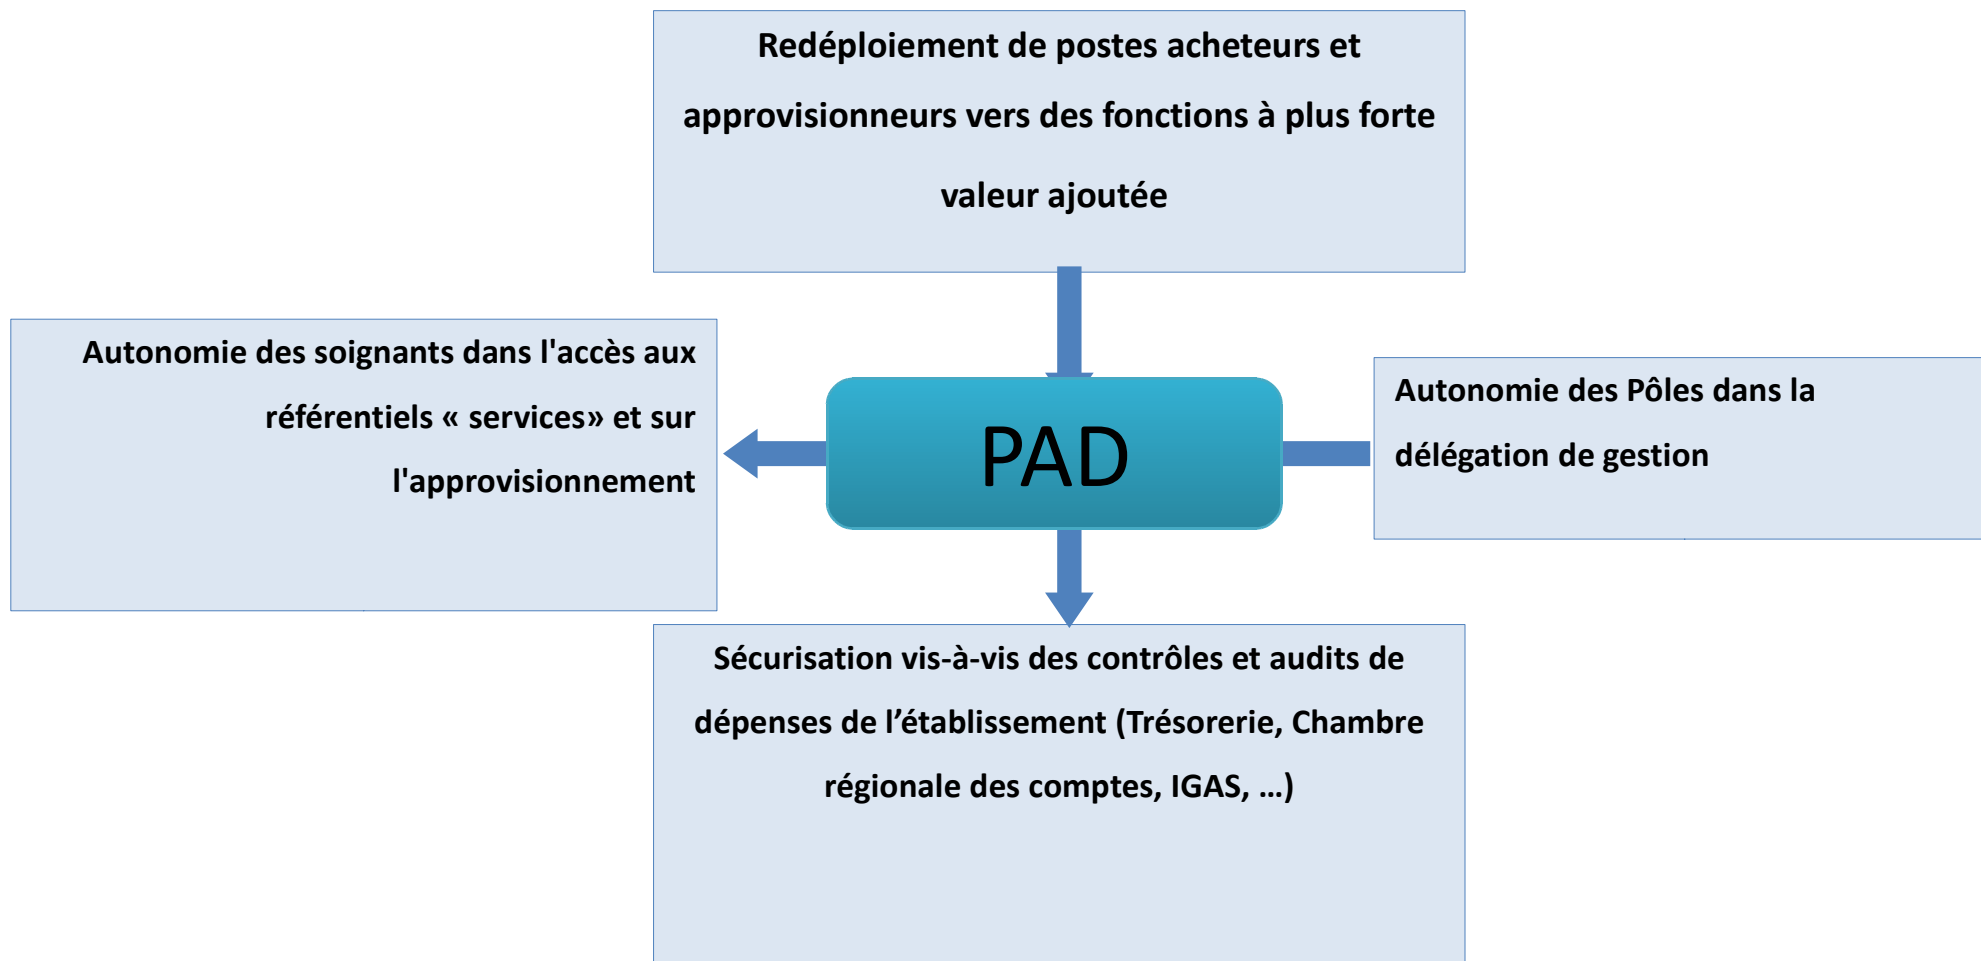 Redéploiement de postes acheteurs et
approvisionneurs vers des fonctions à plus forte
valeur ajoutée
Autonomie des soignants dans l'accès aux
référentiels « services» et sur
l'approvisionnement
PAD
Autonomie des Pôles dans la
délégation de gestion
Sécurisation vis-à-vis des contrôles et audits de
dépenses de l’établissement (Trésorerie, Chambre
régionale des comptes, IGAS, …)